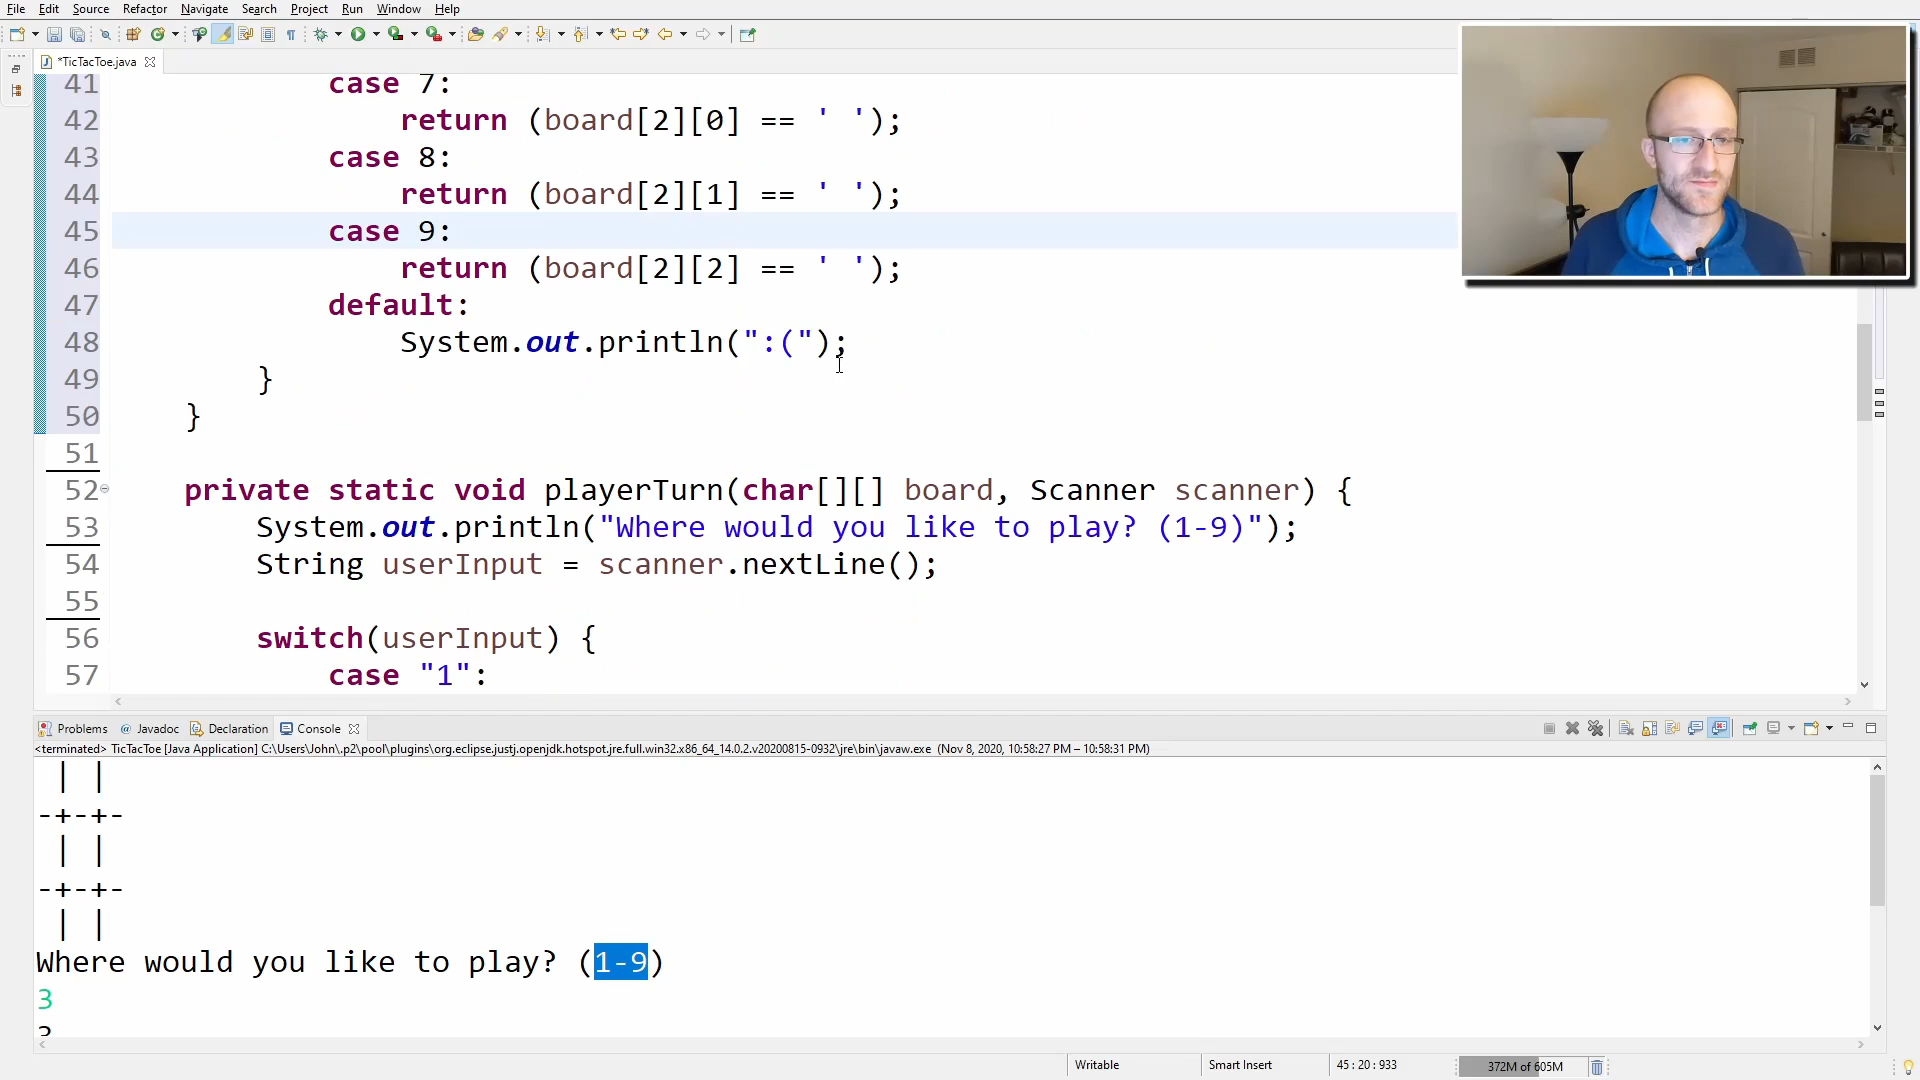 File Edit Source Refactor Navigate Search Project Run Window Help
*TicTacToe.java
41 case 7:
42 return (board[2][0] == ' ');
43 case 8:
44 return (board[2][1] == ' ');
45 case 9:
46 return (board[2][2] == ' ');
47 default:
48 System.out.println(":(");
49 }
50 }
51
52 private static void playerTurn(char[][] board, Scanner scanner) {
53 System.out.println("Where would you like to play? (1-9)");
54 String userInput = scanner.nextLine();
55
56 switch(userInput) {
57 case "1":
Problems @ Javadoc Declaration Console
<terminated> TicTacToe [Java Application] C:\Users\John\.p2\pool\plugins\org.eclipse.justj.openjdk.hotspot.jre.full.win32.x86_64_14.0.2.v20200815-0932\jre\bin\javaw.exe (Nov 8, 2020, 10:58:27 PM – 10:58:31 PM)
| |
-+-+-
| |
-+-+-
| |
Where would you like to play? (1-9)
3
3
Writable Smart Insert 45 : 20 : 933 372M of 605M